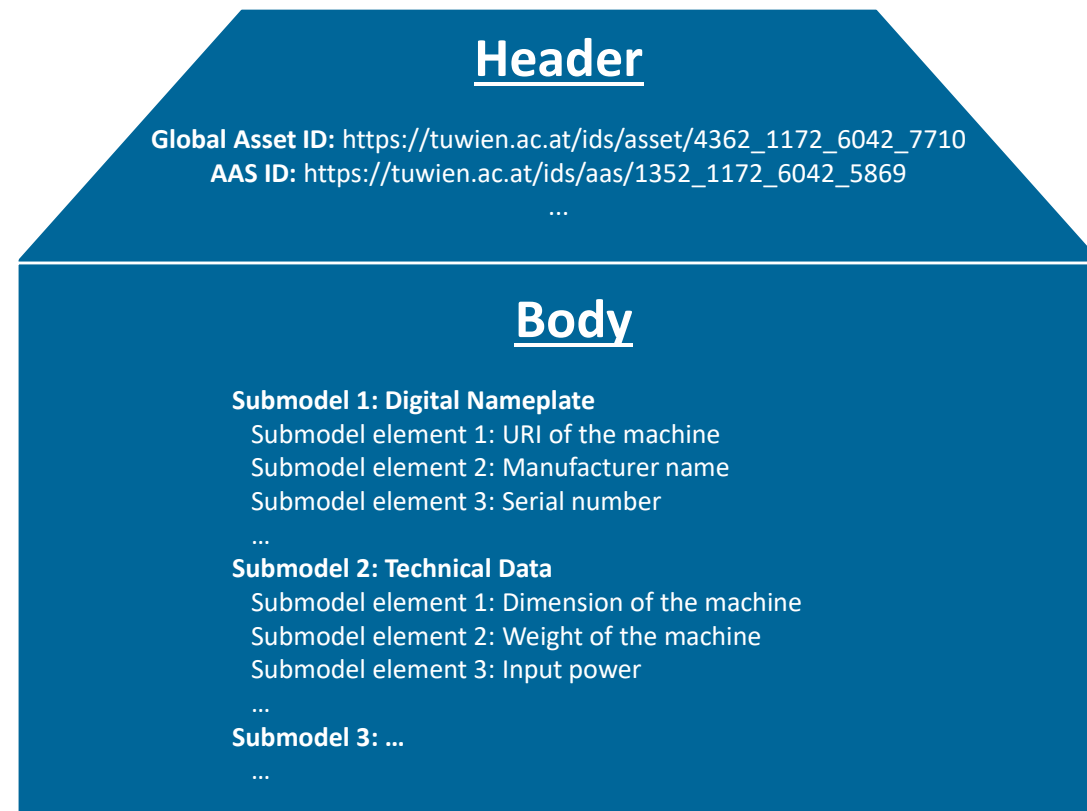 Header
Global Asset ID: https://tuwien.ac.at/ids/asset/4362_1172_6042_7710
AAS ID: https://tuwien.ac.at/ids/aas/1352_1172_6042_5869
...
Body
Submodel 1: Digital Nameplate
Submodel element 1: URI of the machine
Submodel element 2: Manufacturer name
Submodel element 3: Serial number
...
Submodel 2: Technical Data
Submodel element 1: Dimension of the machine
Submodel element 2: Weight of the machine
Submodel element 3: Input power
...
Submodel 3: ...
...